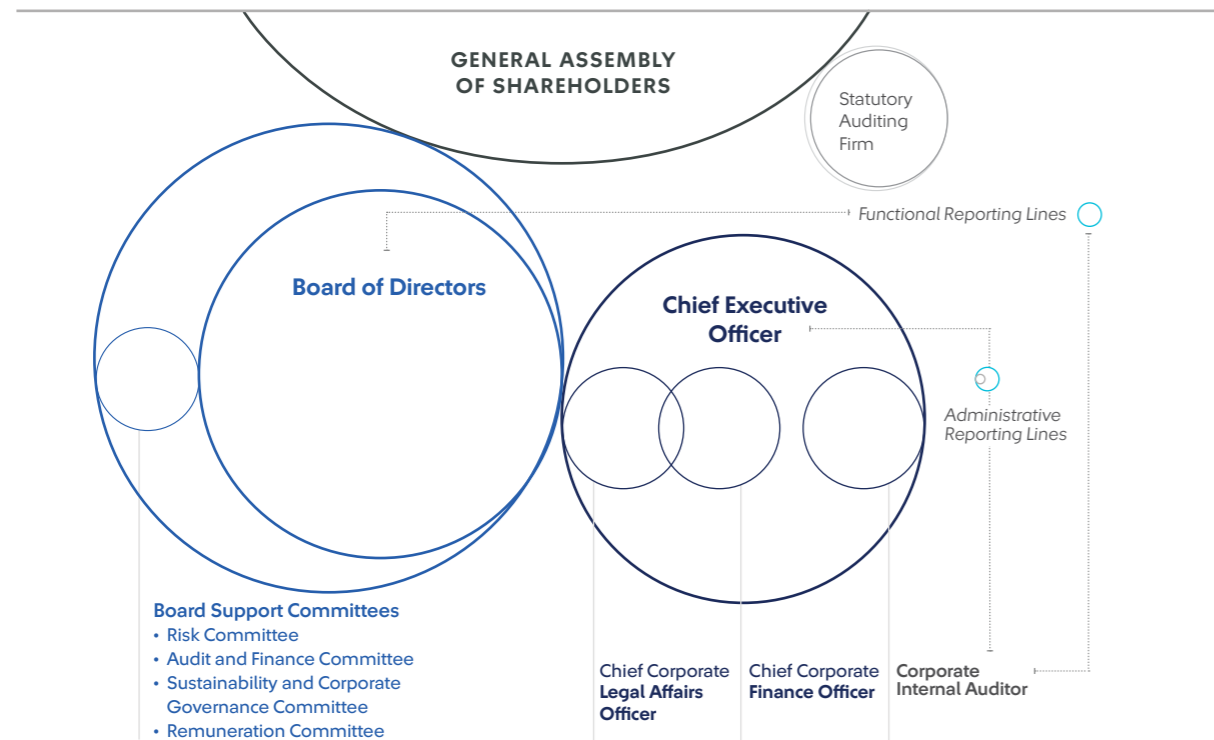 GENERAL ASSEMBLY
OF SHAREHOLDERS
Statutory
Auditing
Firm
Functional Reporting Lines
Board of Directors
Chief Executive
Officer
Administrative
Reporting Lines
Board Support Committees
• Risk Committee
• Audit and Finance Committee
• Sustainability and Corporate
Governance Committee
• Remuneration Committee
Chief Corporate
Legal Affairs
Officer
Chief Corporate
Finance Officer
Corporate
Internal Auditor